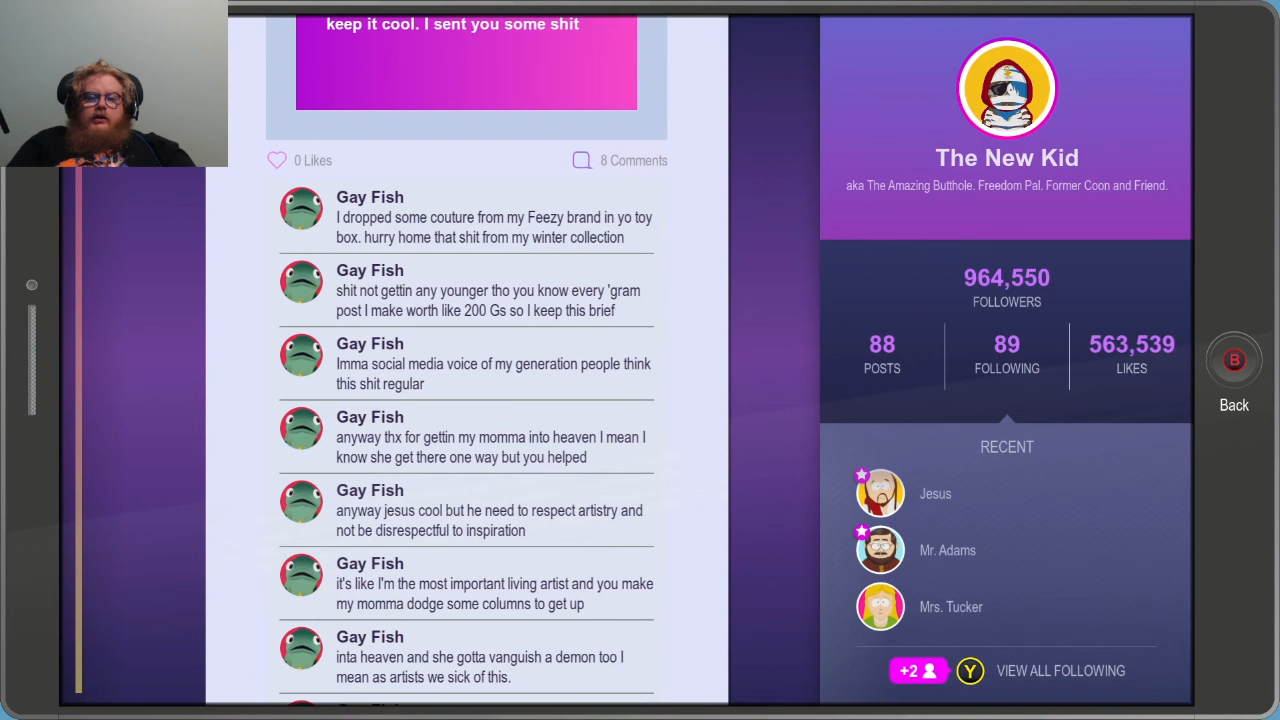 keep it cool. I sent you some shit
0 Likes
8 Comments
Gay Fish
I dropped some couture from my Feezy brand in yo toy
box. hurry home that shit from my winter collection
Gay Fish
shit not gettin any younger tho you know every 'gram
post I make worth like 200 Gs so I keep this brief
Gay Fish
Imma social media voice of my generation people think
this shit regular
Gay Fish
anyway thx for gettin my momma into heaven I mean I
know she get there one way but you helped
Gay Fish
anyway jesus cool but he need to respect artistry and
not be disrespectful to inspiration
Gay Fish
it's like I'm the most important living artist and you make
my momma dodge some columns to get up
Gay Fish
inta heaven and she gotta vanquish a demon too I
mean as artists we sick of this.
The New Kid
aka The Amazing Butthole. Freedom Pal. Former Coon and Friend.
964,550
FOLLOWERS
88
POSTS
89
FOLLOWING
563,539
LIKES
RECENT
Jesus
Mr. Adams
Mrs. Tucker
+2
Y
VIEW ALL FOLLOWING
B
Back